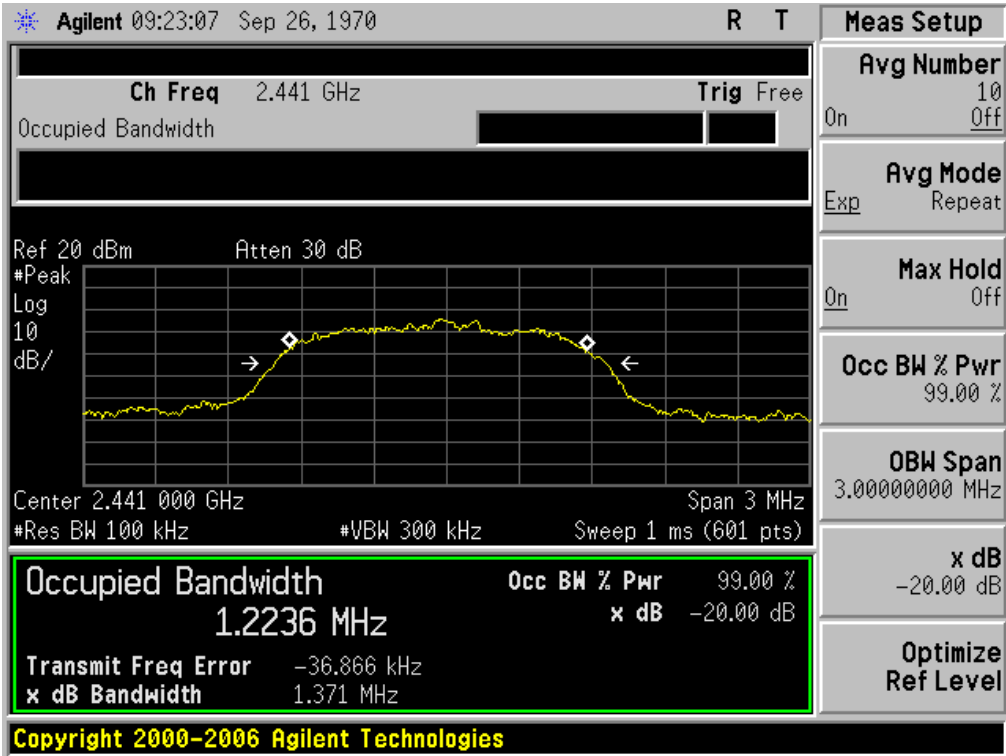 Agilent 09:23:07 Sep 26, 1970 R T
Ch Freq 2.441 GHz Trig Free
Occupied Bandwidth
Ref 20 dBm Atten 30 dB
#Peak
Log
10
dB/
Center 2.441 000 GHz Span 3 MHz
#Res BW 100 kHz #VBW 300 kHz Sweep 1 ms (601 pts)
Occupied Bandwidth Occ BW % Pwr 99.00 %
1.2236 MHz x dB -20.00 dB
Transmit Freq Error -36.866 kHz
x dB Bandwidth 1.371 MHz
Copyright 2000-2006 Agilent Technologies
Meas Setup
Avg Number
10
On Off
Avg Mode
Exp Repeat
Max Hold
On Off
Occ BW % Pwr
99.00 %
OBW Span
3.00000000 MHz
x dB
-20.00 dB
Optimize
Ref Level